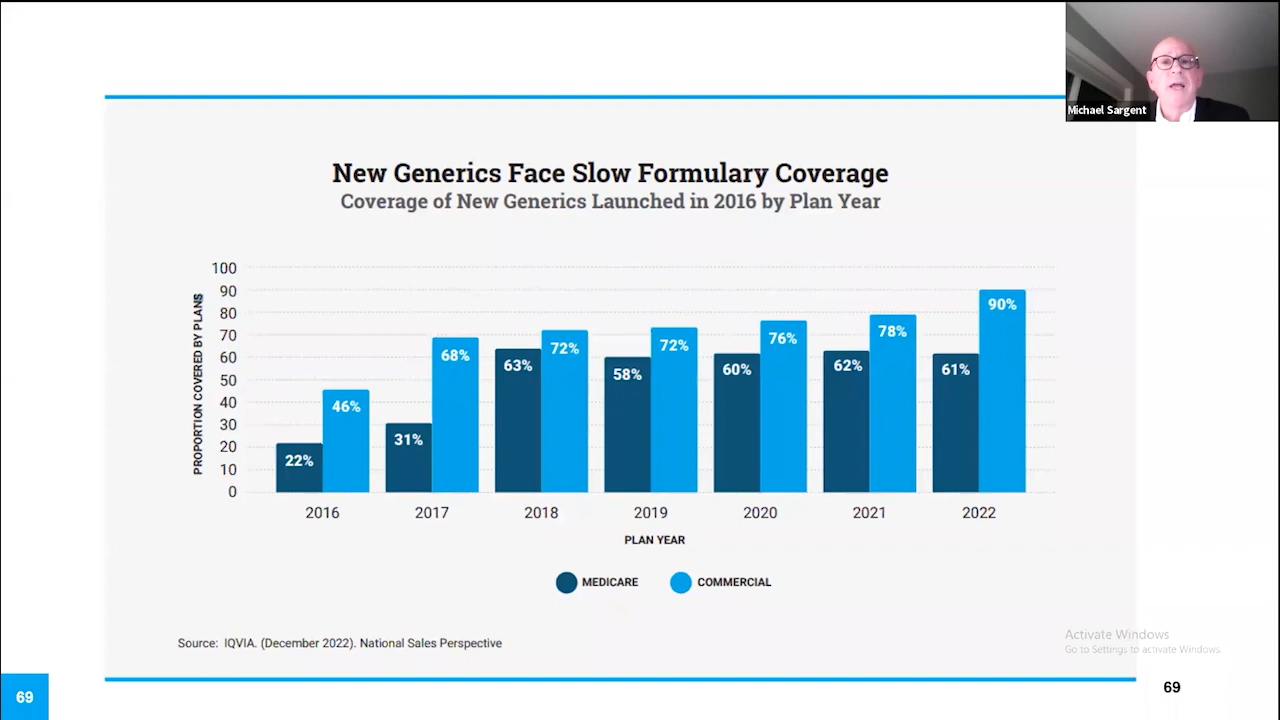 Michael Sargent
New Generics Face Slow Formulary Coverage
Coverage of New Generics Launched in 2016 by Plan Year
PROPORTION COVERED BY PLANS
100
90
80
70
60
50
40
30
20
10
0
22%
46%
31%
68%
63%
72%
58%
72%
60%
76%
62%
78%
61%
90%
2016 2017 2018 2019 2020 2021 2022
PLAN YEAR
MEDICARE COMMERCIAL
Source: IQVIA. (December 2022). National Sales Perspective
Activate Windows
Go to Settings to activate Windows.
69
69